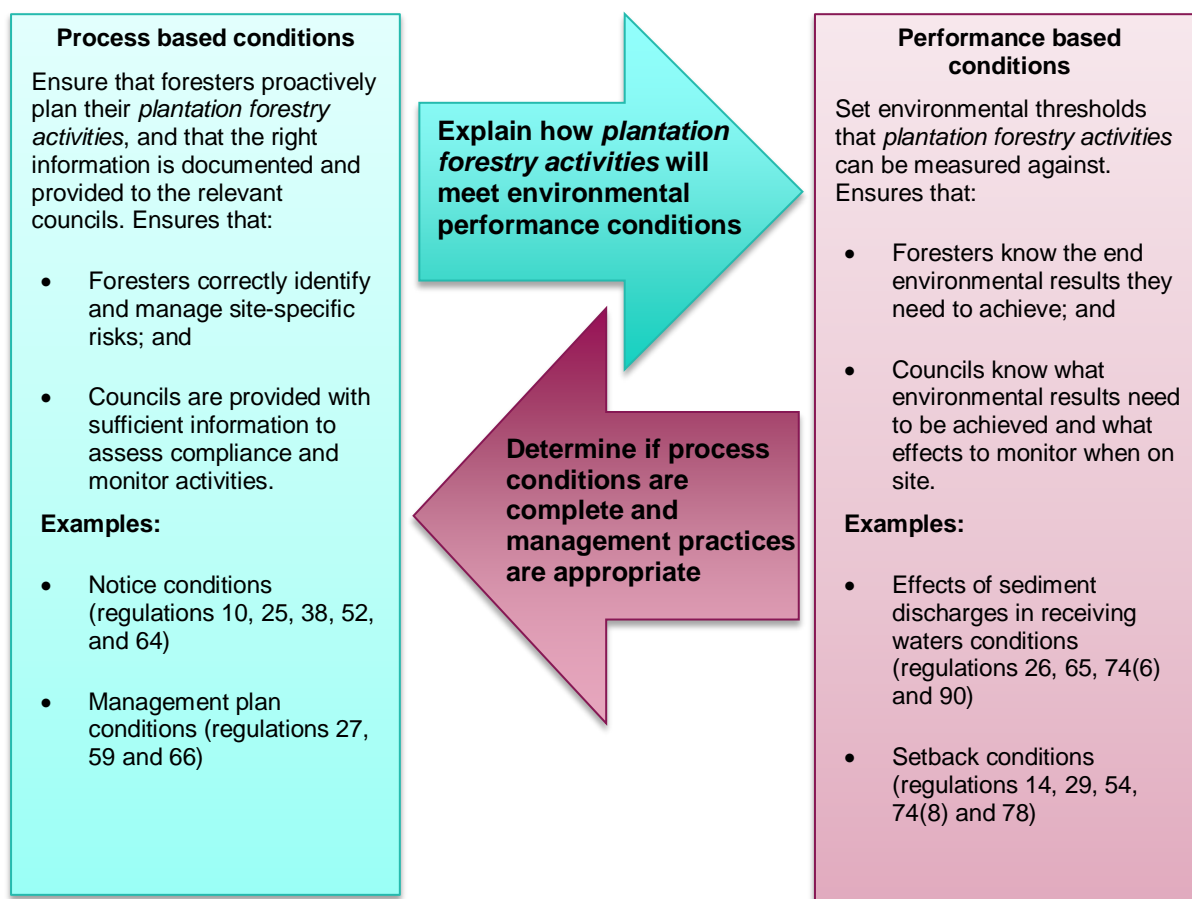 Process based conditions
Ensure that foresters proactively
plan their plantation forestry
activities, and that the right
information is documented and
provided to the relevant
councils. Ensures that:
• Foresters correctly identify
and manage site-specific
risks; and
• Councils are provided with
sufficient information to
assess compliance and
monitor activities.
Examples:
• Notice conditions
(regulations 10, 25, 38, 52,
and 64)
• Management plan
conditions (regulations 27,
59 and 66)
Explain how plantation
forestry activities will
meet environmental
performance conditions
Determine if process
conditions are
complete and
management practices
are appropriate
Performance based
conditions
Set environmental thresholds
that plantation forestry activities
can be measured against.
Ensures that:
• Foresters know the end
environmental results they
need to achieve; and
• Councils know what
environmental results need
to be achieved and what
effects to monitor when on
site.
Examples:
• Effects of sediment
discharges in receiving
waters conditions
(regulations 26, 65, 74(6)
and 90)
• Setback conditions
(regulations 14, 29, 54,
74(8) and 78)